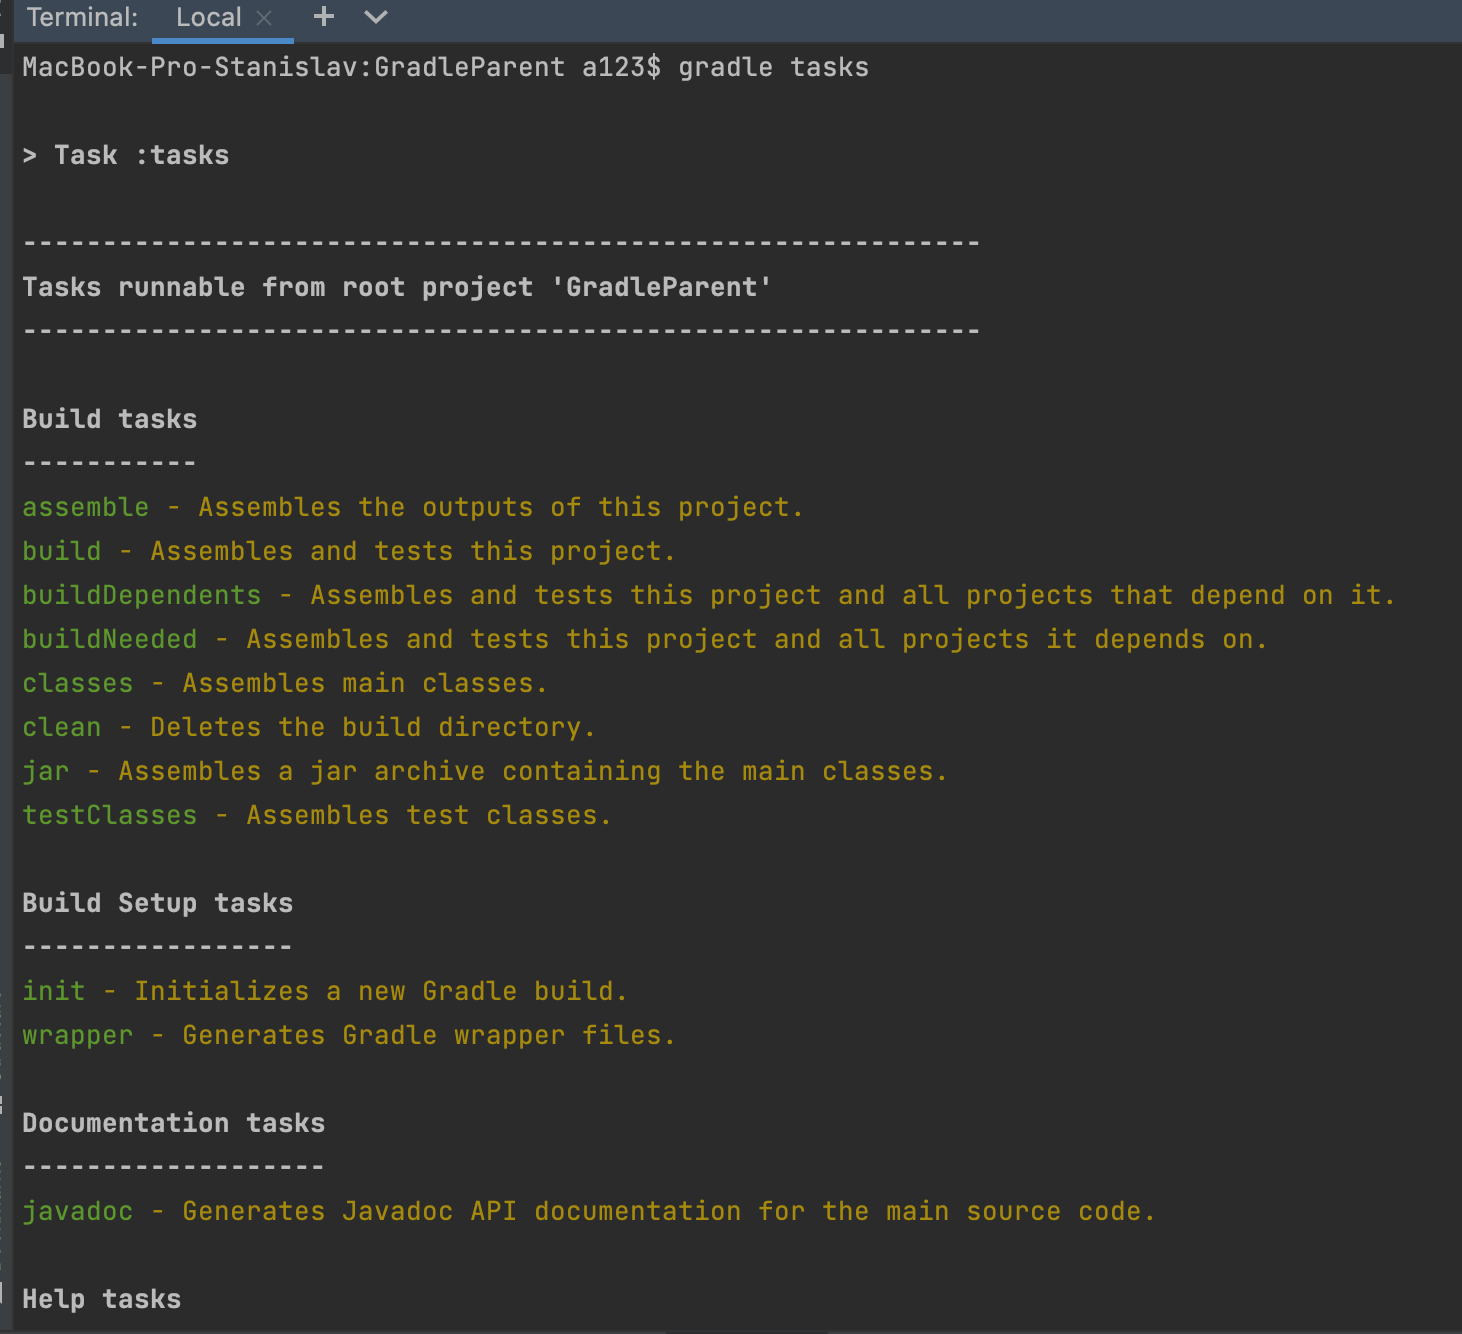 Terminal: Local
MacBook-Pro-Stanislav:GradleParent a123$ gradle tasks
> Task :tasks
------------------------------------------------------------
Tasks runnable from root project 'GradleParent'
------------------------------------------------------------
Build tasks
-----------
assemble - Assembles the outputs of this project.
build - Assembles and tests this project.
buildDependents - Assembles and tests this project and all projects that depend on it.
buildNeeded - Assembles and tests this project and all projects it depends on.
classes - Assembles main classes.
clean - Deletes the build directory.
jar - Assembles a jar archive containing the main classes.
testClasses - Assembles test classes.
Build Setup tasks
-----------------
init - Initializes a new Gradle build.
wrapper - Generates Gradle wrapper files.
Documentation tasks
-------------------
javadoc - Generates Javadoc API documentation for the main source code.
Help tasks